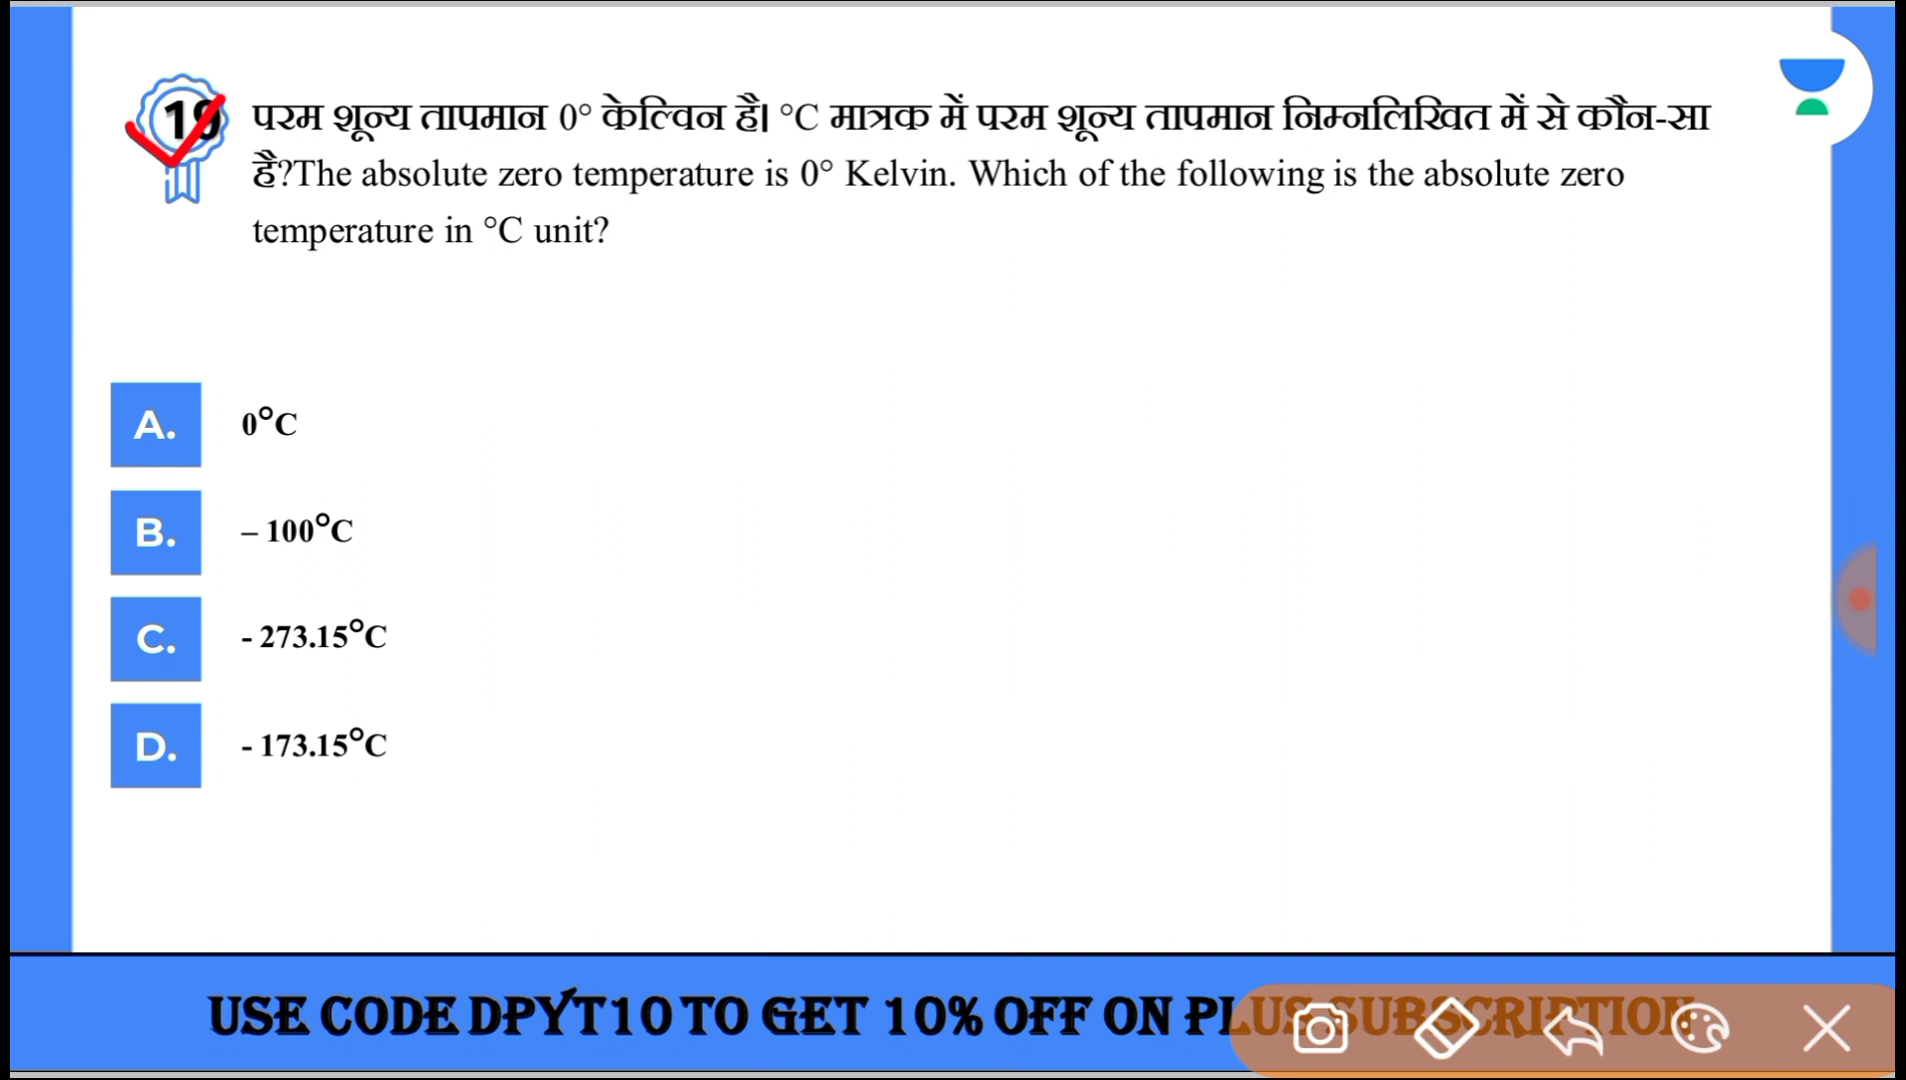 19
परम शून्य तापमान 0° केल्विन है। °C मात्रक में परम शून्य तापमान निम्नलिखित में से कौन-सा
है?The absolute zero temperature is 0° Kelvin. Which of the following is the absolute zero
temperature in °C unit?
A. 0°C
B. – 100°C
C. - 273.15°C
D. - 173.15°C
USE CODE DPYT10 TO GET 10% OFF ON PLUS SUBSCRIPTION